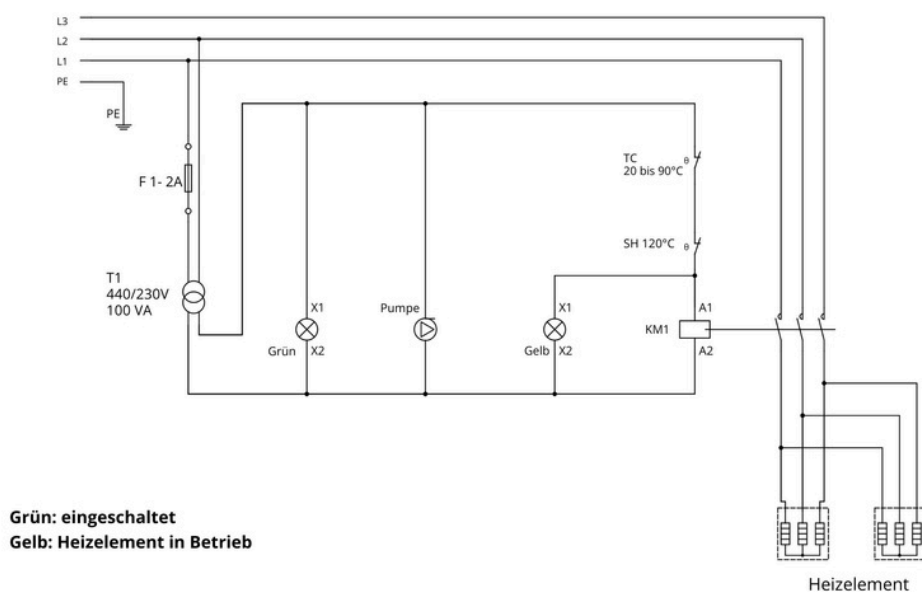 L3
L2
L1
PE
PE
F 1- 2A
T1
440/230V
100 VA
X1
Grün
X2
Pumpe
X1
Gelb
X2
TC
20 bis 90°C
θ
SH 120°C
θ
A1
KM1
A2
Grün: eingeschaltet
Gelb: Heizelement in Betrieb
Heizelement